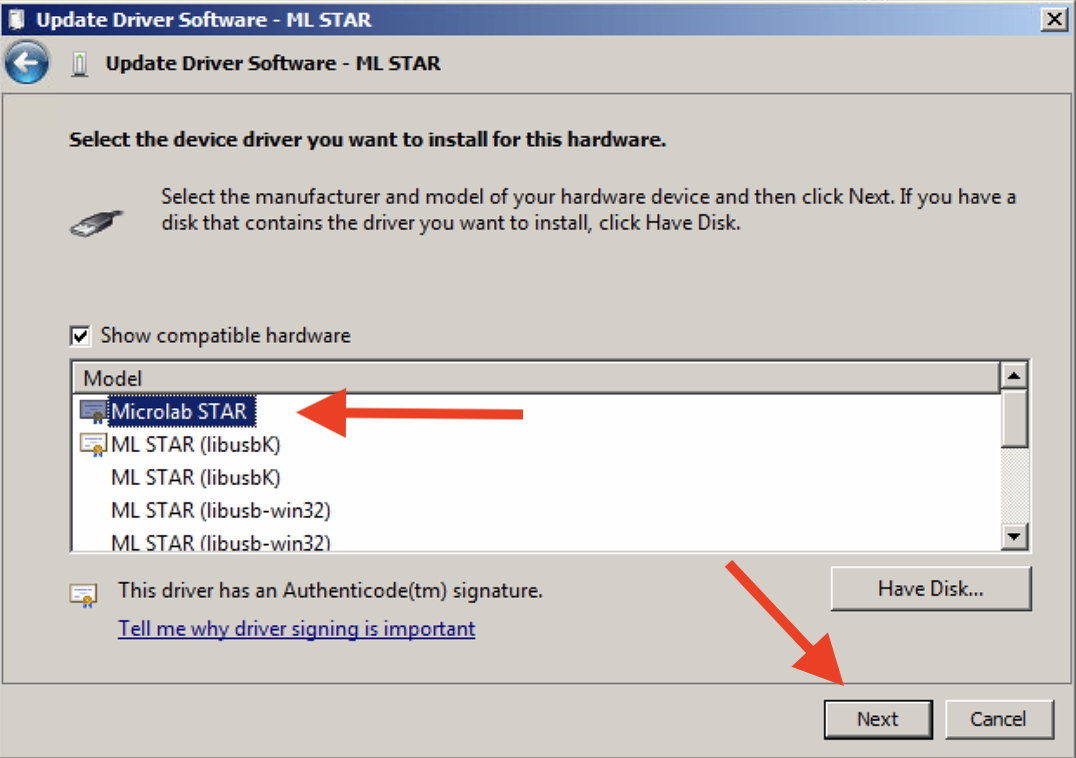 Update Driver Software - ML STAR
Update Driver Software - ML STAR
Select the device driver you want to install for this hardware.
Select the manufacturer and model of your hardware device and then click Next. If you have a
disk that contains the driver you want to install, click Have Disk.
Show compatible hardware
Model
Microlab STAR
ML STAR (libusbK)
ML STAR (libusbK)
ML STAR (libusb-win32)
ML STAR (libusb-win32)
This driver has an Authenticode(tm) signature.
Have Disk...
Tell me why driver signing is important
Next
Cancel